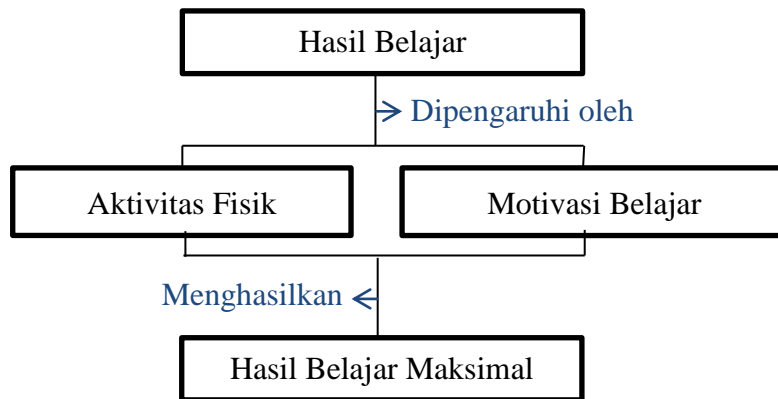 Hasil Belajar
Dipengaruhi oleh
Aktivitas Fisik
Motivasi Belajar
Menghasilkan
Hasil Belajar Maksimal